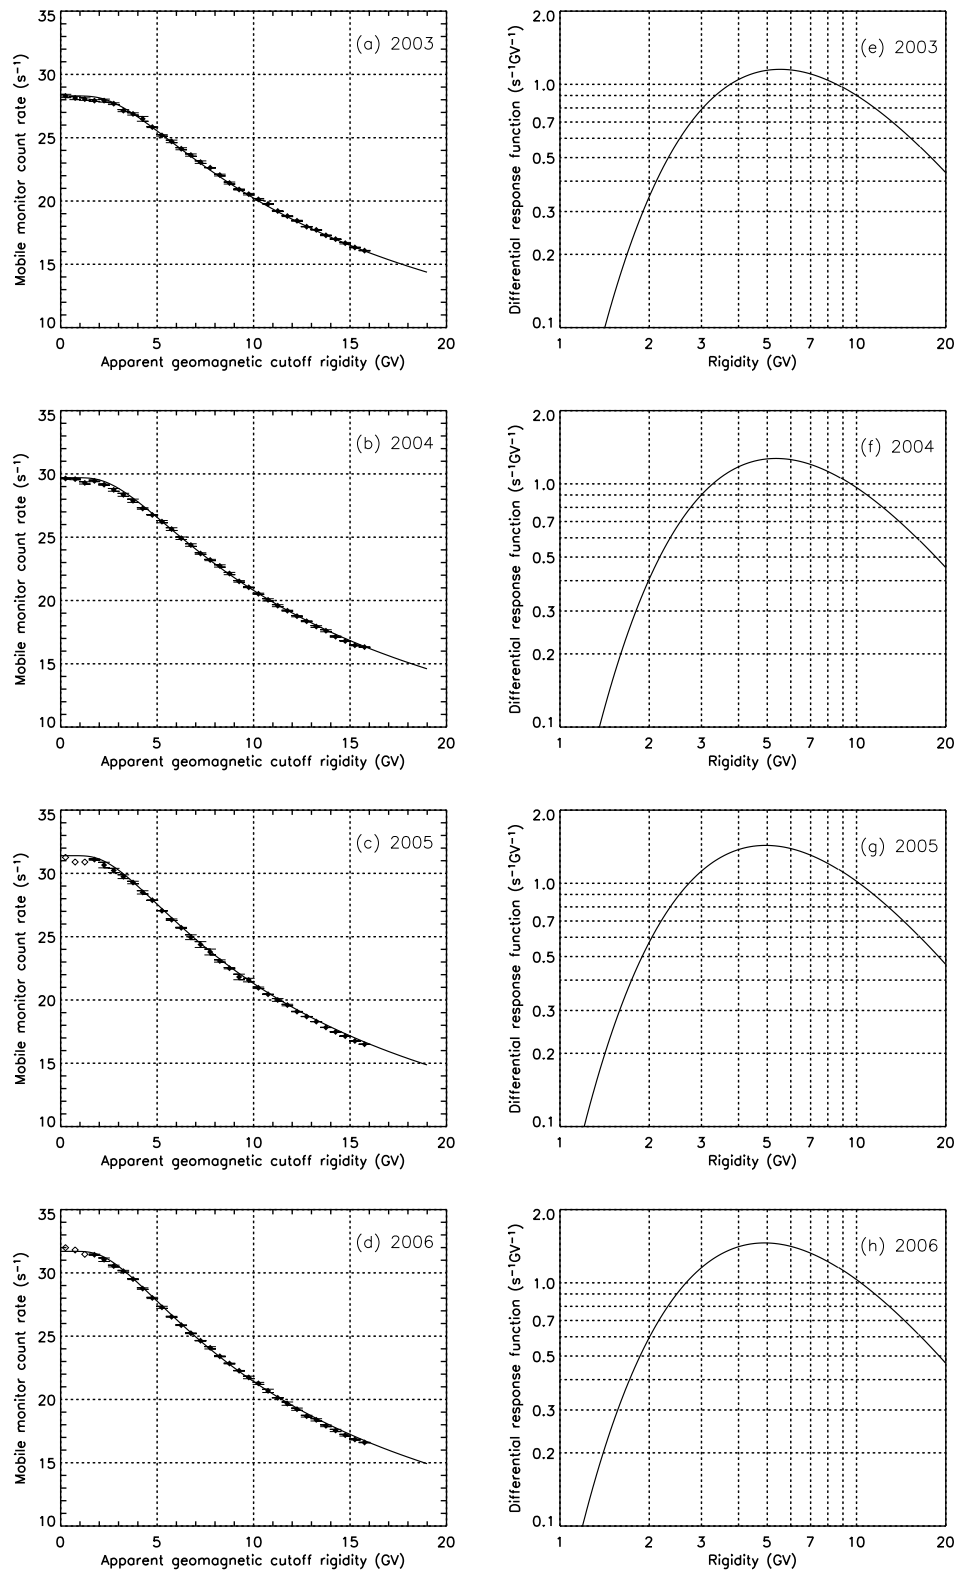 35
30
25
20
15
10
Mobile monitor count rate (s⁻¹)
(a) 2003
0 5 10 15 20
Apparent geomagnetic cutoff rigidity (GV)
2.0
1.0
0.7
0.5
0.3
0.2
0.1
Differential response function (s⁻¹GV⁻¹)
(e) 2003
1 2 3 5 7 10 20
Rigidity (GV)
35
30
25
20
15
10
Mobile monitor count rate (s⁻¹)
(b) 2004
0 5 10 15 20
Apparent geomagnetic cutoff rigidity (GV)
2.0
1.0
0.7
0.5
0.3
0.2
0.1
Differential response function (s⁻¹GV⁻¹)
(f) 2004
1 2 3 5 7 10 20
Rigidity (GV)
35
30
25
20
15
10
Mobile monitor count rate (s⁻¹)
(c) 2005
0 5 10 15 20
Apparent geomagnetic cutoff rigidity (GV)
2.0
1.0
0.7
0.5
0.3
0.2
0.1
Differential response function (s⁻¹GV⁻¹)
(g) 2005
1 2 3 5 7 10 20
Rigidity (GV)
35
30
25
20
15
10
Mobile monitor count rate (s⁻¹)
(d) 2006
0 5 10 15 20
Apparent geomagnetic cutoff rigidity (GV)
2.0
1.0
0.7
0.5
0.3
0.2
0.1
Differential response function (s⁻¹GV⁻¹)
(h) 2006
1 2 3 5 7 10 20
Rigidity (GV)